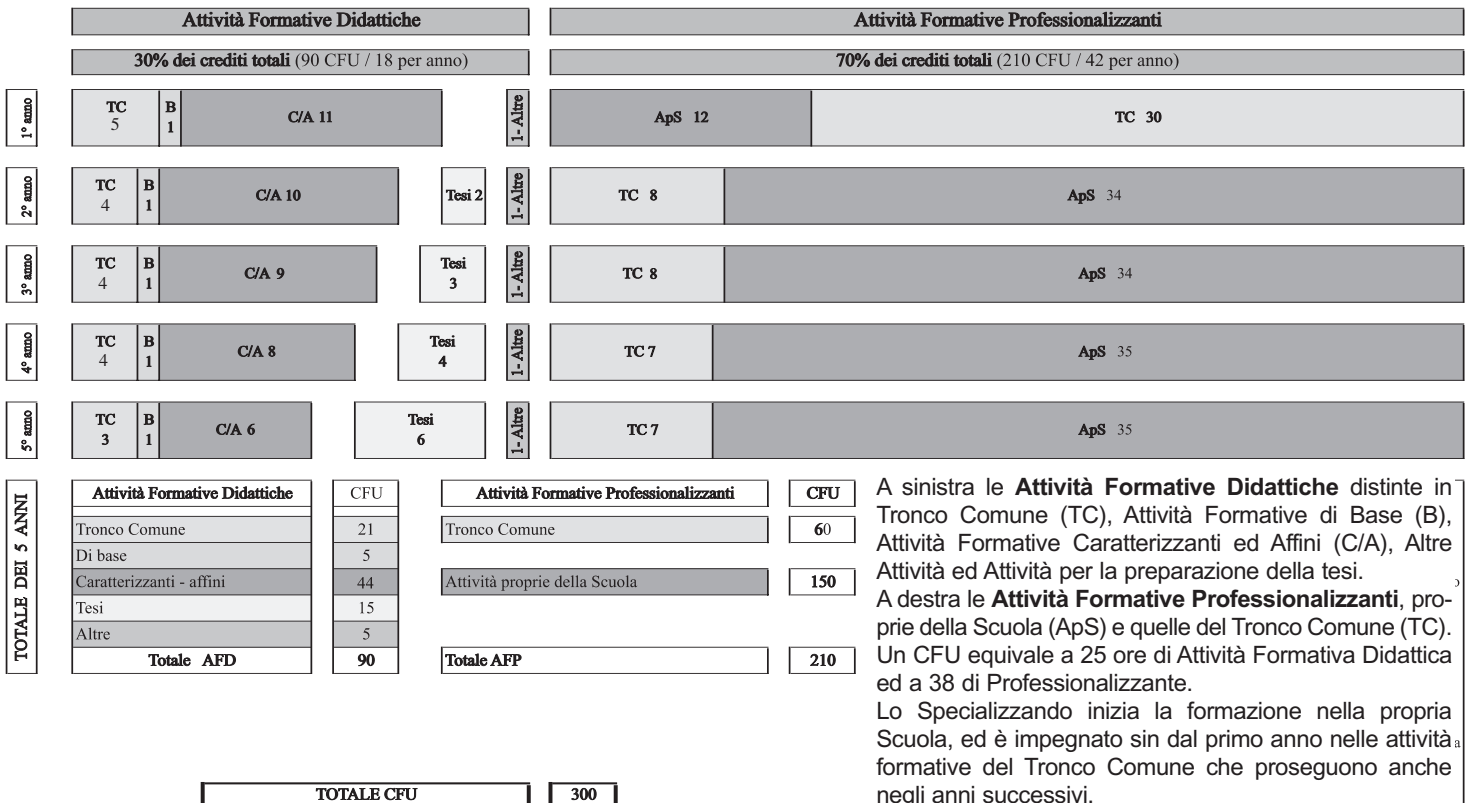 Attività Formative Didattiche
Attività Formative Professionalizzanti
30% dei crediti totali (90 CFU / 18 per anno)
70% dei crediti totali (210 CFU / 42 per anno)
1° anno
TC
5
B
1
C/A 11
1- Altre
ApS 12
TC 30
2° anno
TC
4
B
1
C/A 10
Tesi 2
1- Altre
TC 8
ApS 34
3° anno
TC
4
B
1
C/A 9
Tesi
3
1- Altre
TC 8
ApS 34
4° anno
TC
4
B
1
C/A 8
Tesi
4
1- Altre
TC 7
ApS 35
5° anno
TC
3
B
1
C/A 6
Tesi
6
1- Altre
TC 7
ApS 35
TOTALE DEI 5 ANNI
Attività Formative Didattiche CFU
Tronco Comune 21
Di base 5
Caratterizzanti - affini 44
Tesi 15
Altre 5
Totale AFD 90
Attività Formative Professionalizzanti CFU
Tronco Comune 60
Attività proprie della Scuola 150
Totale AFP 210
TOTALE CFU 300
A sinistra le Attività Formative Didattiche distinte in
Tronco Comune (TC), Attività Formative di Base (B),
Attività Formative Caratterizzanti ed Affini (C/A), Altre
Attività ed Attività per la preparazione della tesi.
A destra le Attività Formative Professionalizzanti, pro-
prie della Scuola (ApS) e quelle del Tronco Comune (TC).
Un CFU equivale a 25 ore di Attività Formativa Didattica
ed a 38 di Professionalizzante.
Lo Specializzando inizia la formazione nella propria
Scuola, ed è impegnato sin dal primo anno nelle attività
formative del Tronco Comune che proseguono anche
negli anni successivi.